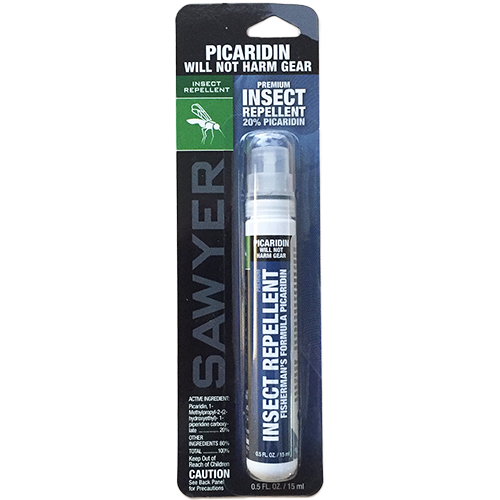 PICARIDIN
WILL NOT HARM GEAR
INSECT
REPELLENT
PREMIUM
INSECT
REPELLENT
20% PICARIDIN
SAWYER
PICARIDIN
WILL NOT
HARM GEAR
PREMIUM
INSECT REPELLENT
FISHERMAN'S FORMULA PICARIDIN
0.5 FL. OZ. / 15 ml
ACTIVE INGREDIENT:
Picaridin, 1-
Methylpropyl-2-(2-
hydroxyethyl)- 1-
piperidine carboxy-
late ............ 20%
OTHER
INGREDIENTS 80%
TOTAL ........100%
Keep Out of
Reach of Children
CAUTION
See Back Panel
for Precautions
0.5 FL. OZ. / 15 ml